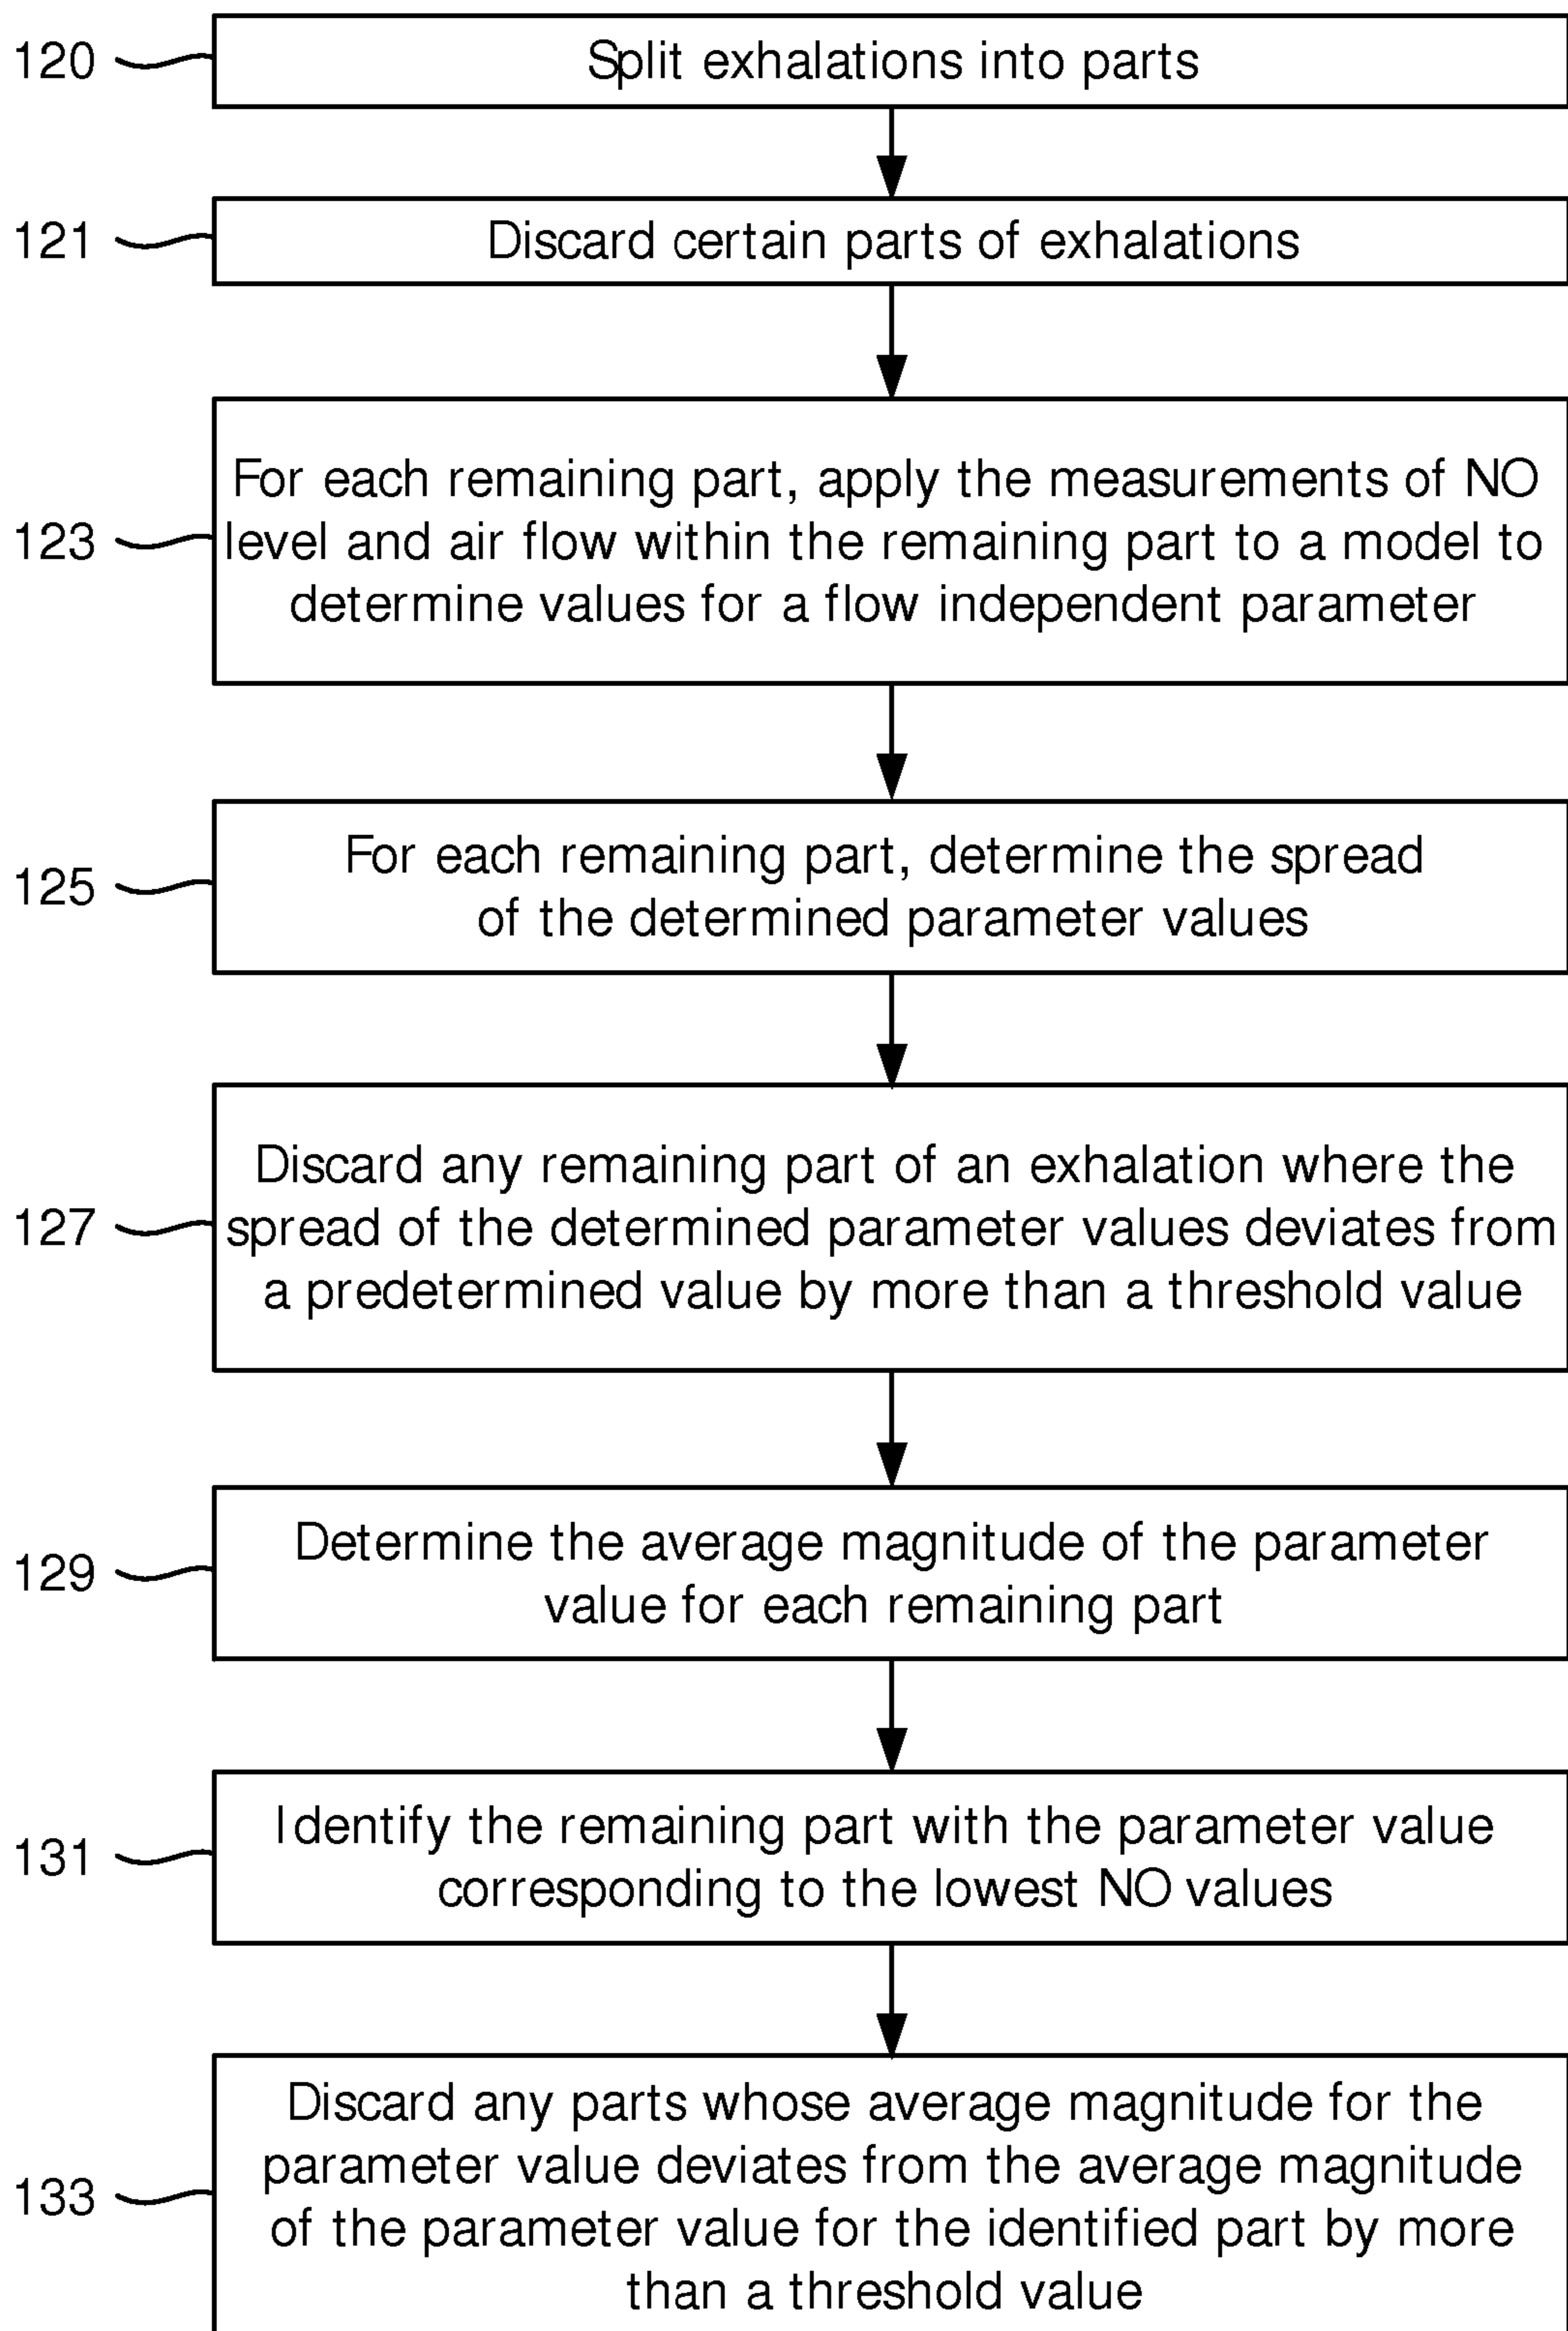 120
Split exhalations into parts
121
Discard certain parts of exhalations
123
For each remaining part, apply the measurements of NO
level and air flow within the remaining part to a model to
determine values for a flow independent parameter
125
For each remaining part, determine the spread
of the determined parameter values
127
Discard any remaining part of an exhalation where the
spread of the determined parameter values deviates from
a predetermined value by more than a threshold value
129
Determine the average magnitude of the parameter
value for each remaining part
131
Identify the remaining part with the parameter value
corresponding to the lowest NO values
133
Discard any parts whose average magnitude for the
parameter value deviates from the average magnitude
of the parameter value for the identified part by more
than a threshold value